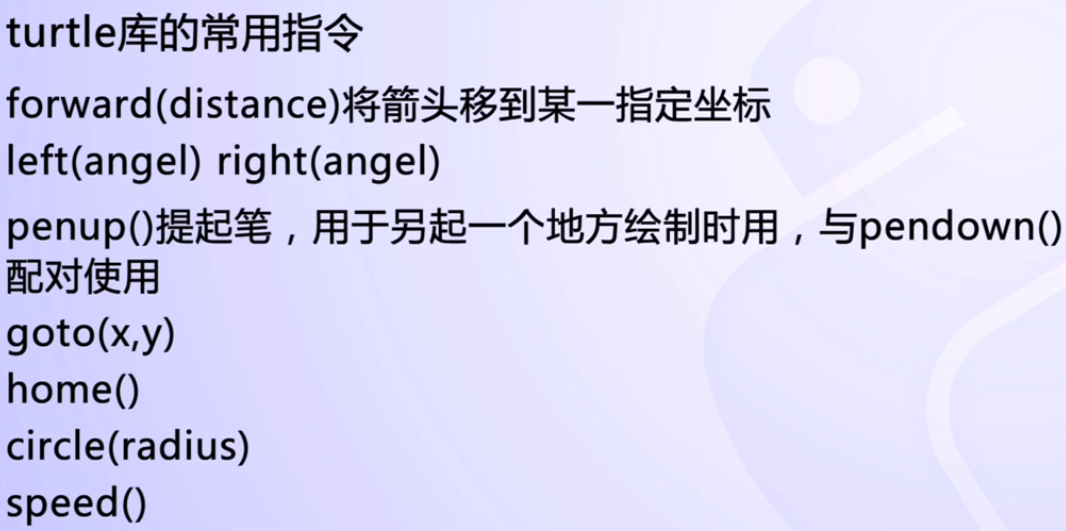 turtle库的常用指令
forward(distance)将箭头移到某一指定坐标
left(angel) right(angel)
penup()提起笔，用于另起一个地方绘制时用，与pendown()
配对使用
goto(x,y)
home()
circle(radius)
speed()